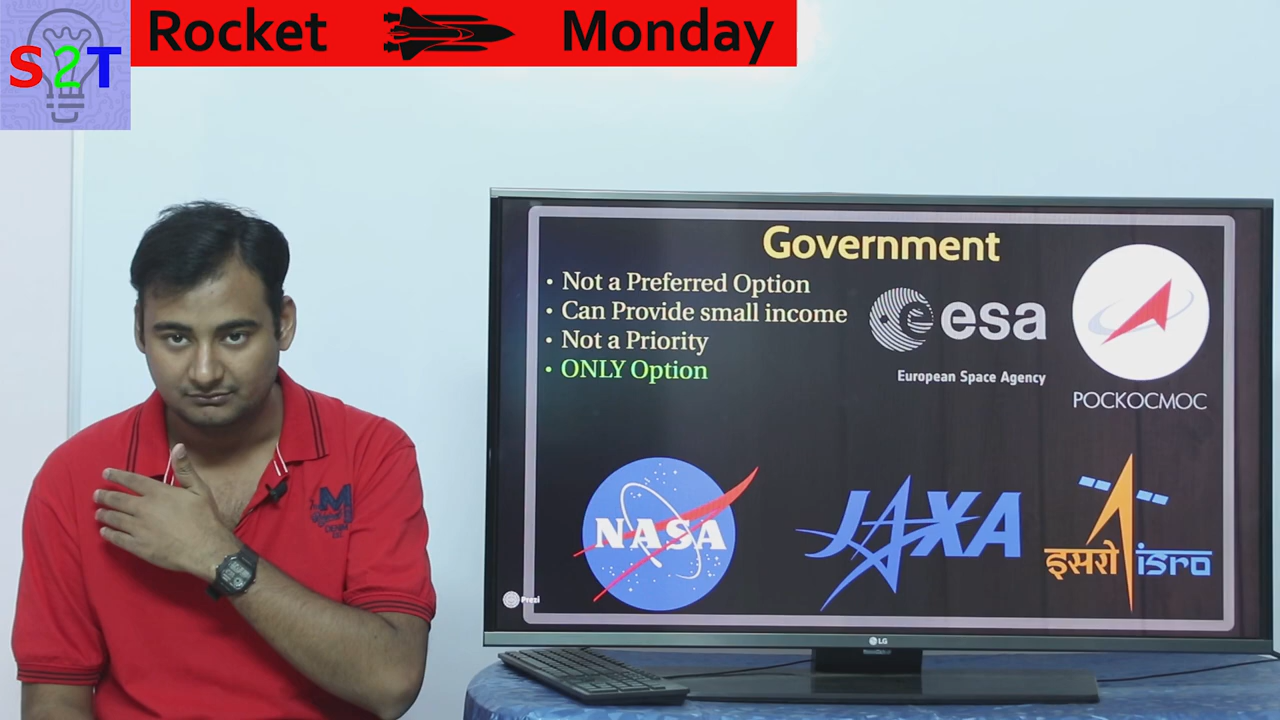 S2T
Rocket Monday
Government
• Not a Preferred Option
• Can Provide small income
• Not a Priority
• ONLY Option
esa
European Space Agency
РОСКОСМОС
NASA
JAXA
इसरो isro
Prezi
LG
M
DENIM